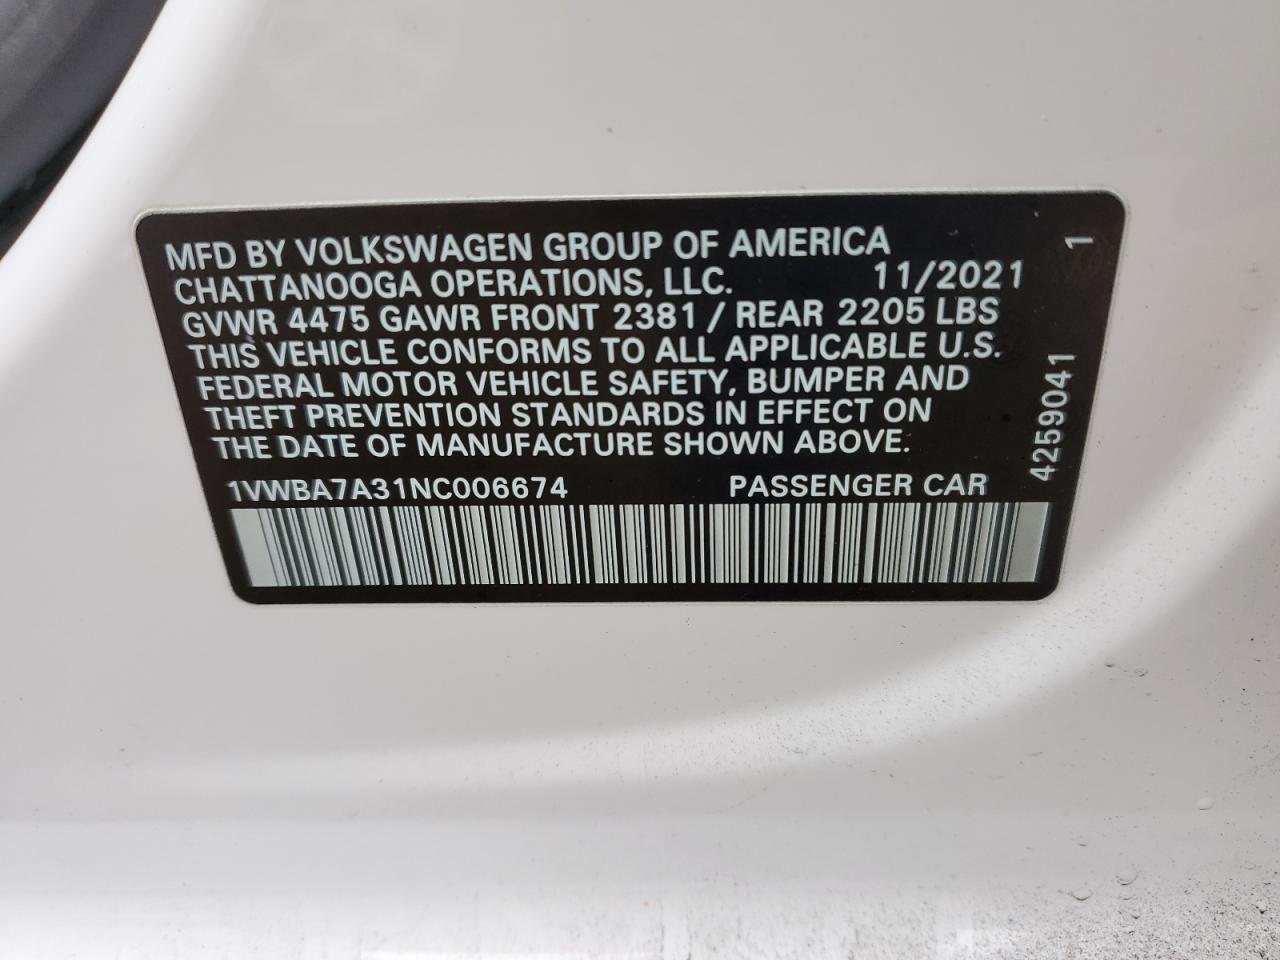 MFD BY VOLKSWAGEN GROUP OF AMERICA
CHATTANOOGA OPERATIONS, LLC. 11/2021
GVWR 4475 GAWR FRONT 2381 / REAR 2205 LBS
THIS VEHICLE CONFORMS TO ALL APPLICABLE U.S.
FEDERAL MOTOR VEHICLE SAFETY, BUMPER AND
THEFT PREVENTION STANDARDS IN EFFECT ON
THE DATE OF MANUFACTURE SHOWN ABOVE.
1VWBA7A31NC006674 PASSENGER CAR
4259041 1